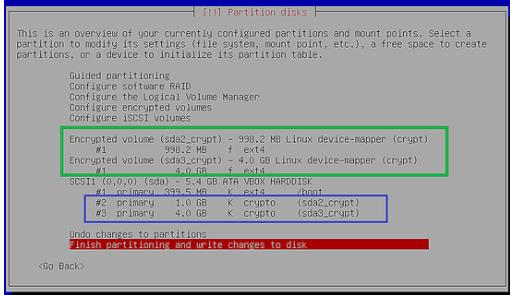 [!!] Partition disks
This is an overview of your currently configured partitions and mount points. Select a
partition to modify its settings (file system, mount point, etc.), a free space to create
partitions, or a device to initialize its partition table.
Guided partitioning
Configure software RAID
Configure the Logical Volume Manager
Configure encrypted volumes
Configure iSCSI volumes
Encrypted volume (sda2_crypt) - 998.2 MB Linux device-mapper (crypt)
#1 998.2 MB f ext4
Encrypted volume (sda3_crypt) - 4.0 GB Linux device-mapper (crypt)
#1 4.0 GB f ext4
SCSI1 (0,0,0) (sda) - 5.4 GB ATA VBOX HARDDISK
#1 primary 399.5 MB f ext4 /boot
#2 primary 1.0 GB K crypto (sda2_crypt)
#3 primary 4.0 GB K crypto (sda3_crypt)
Undo changes to partitions
Finish partitioning and write changes to disk
<Go Back>